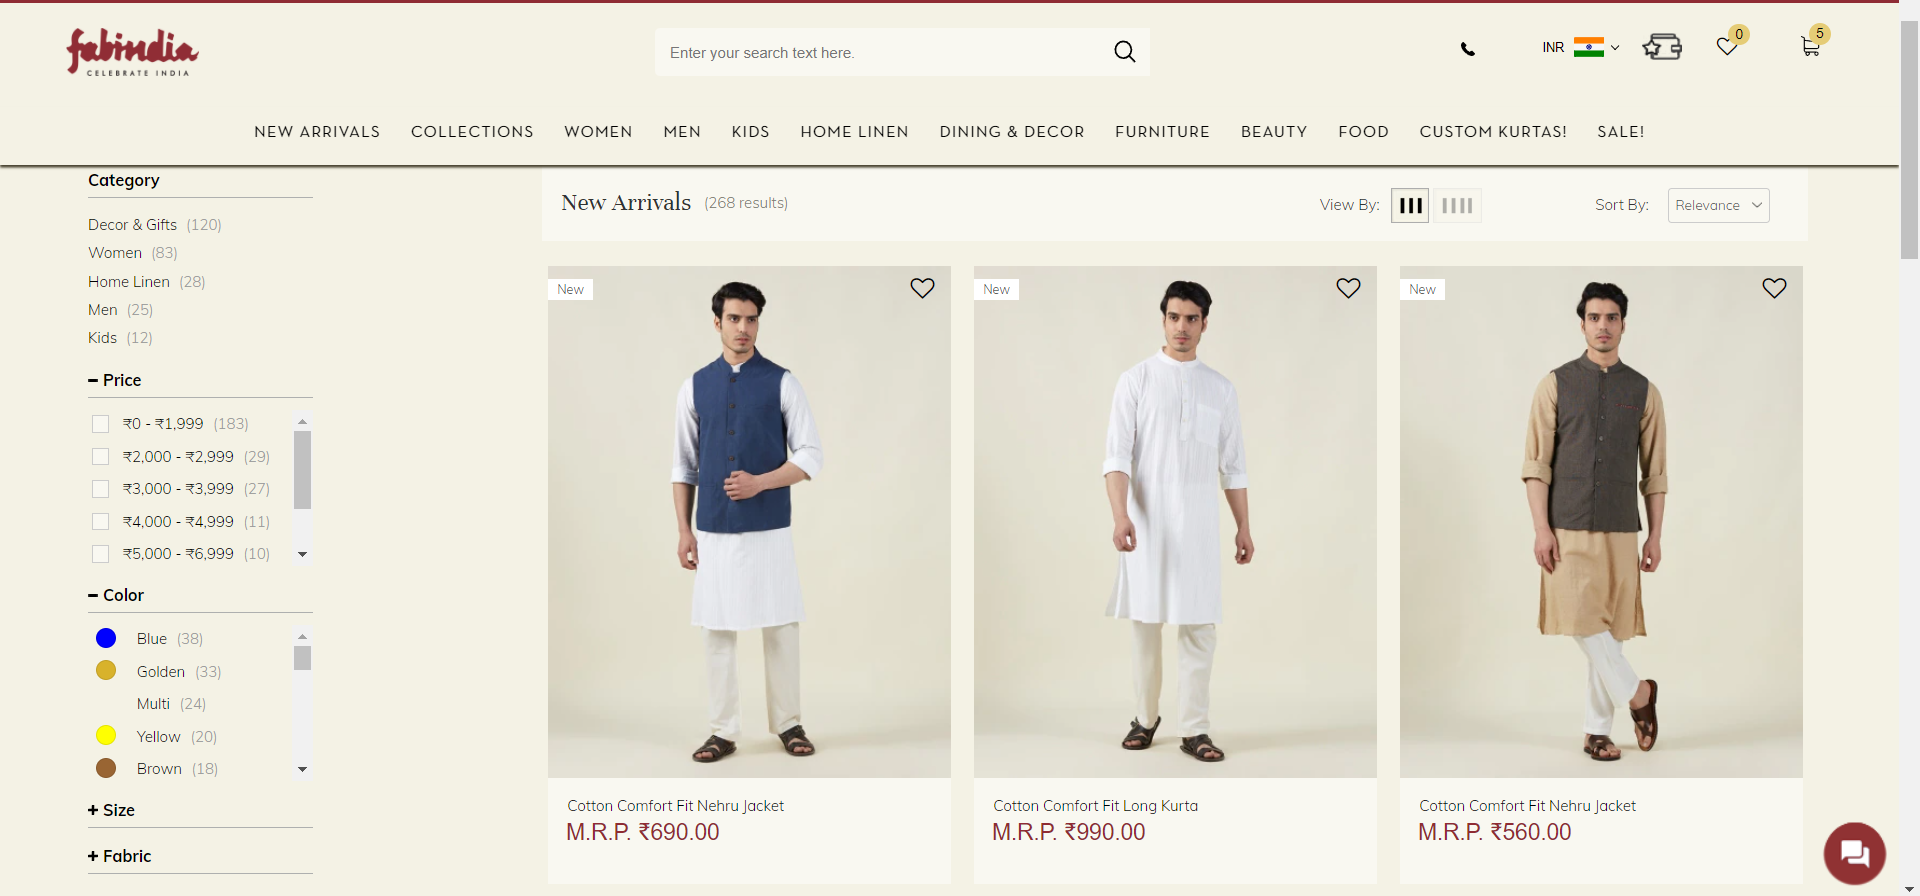 fabindia
CELEBRATE INDIA
Enter your search text here.
INR
0
5
NEW ARRIVALS COLLECTIONS WOMEN MEN KIDS HOME LINEN DINING & DECOR FURNITURE BEAUTY FOOD CUSTOM KURTAS! SALE!
Category
Decor & Gifts (120)
Women (83)
Home Linen (28)
Men (25)
Kids (12)
Price
₹0 - ₹1,999 (183)
₹2,000 - ₹2,999 (29)
₹3,000 - ₹3,999 (27)
₹4,000 - ₹4,999 (11)
₹5,000 - ₹6,999 (10)
Color
Blue (38)
Golden (33)
Multi (24)
Yellow (20)
Brown (18)
Size
Fabric
New Arrivals (268 results)
View By:
Sort By: Relevance
New
Cotton Comfort Fit Nehru Jacket
M.R.P. ₹690.00
New
Cotton Comfort Fit Long Kurta
M.R.P. ₹990.00
New
Cotton Comfort Fit Nehru Jacket
M.R.P. ₹560.00